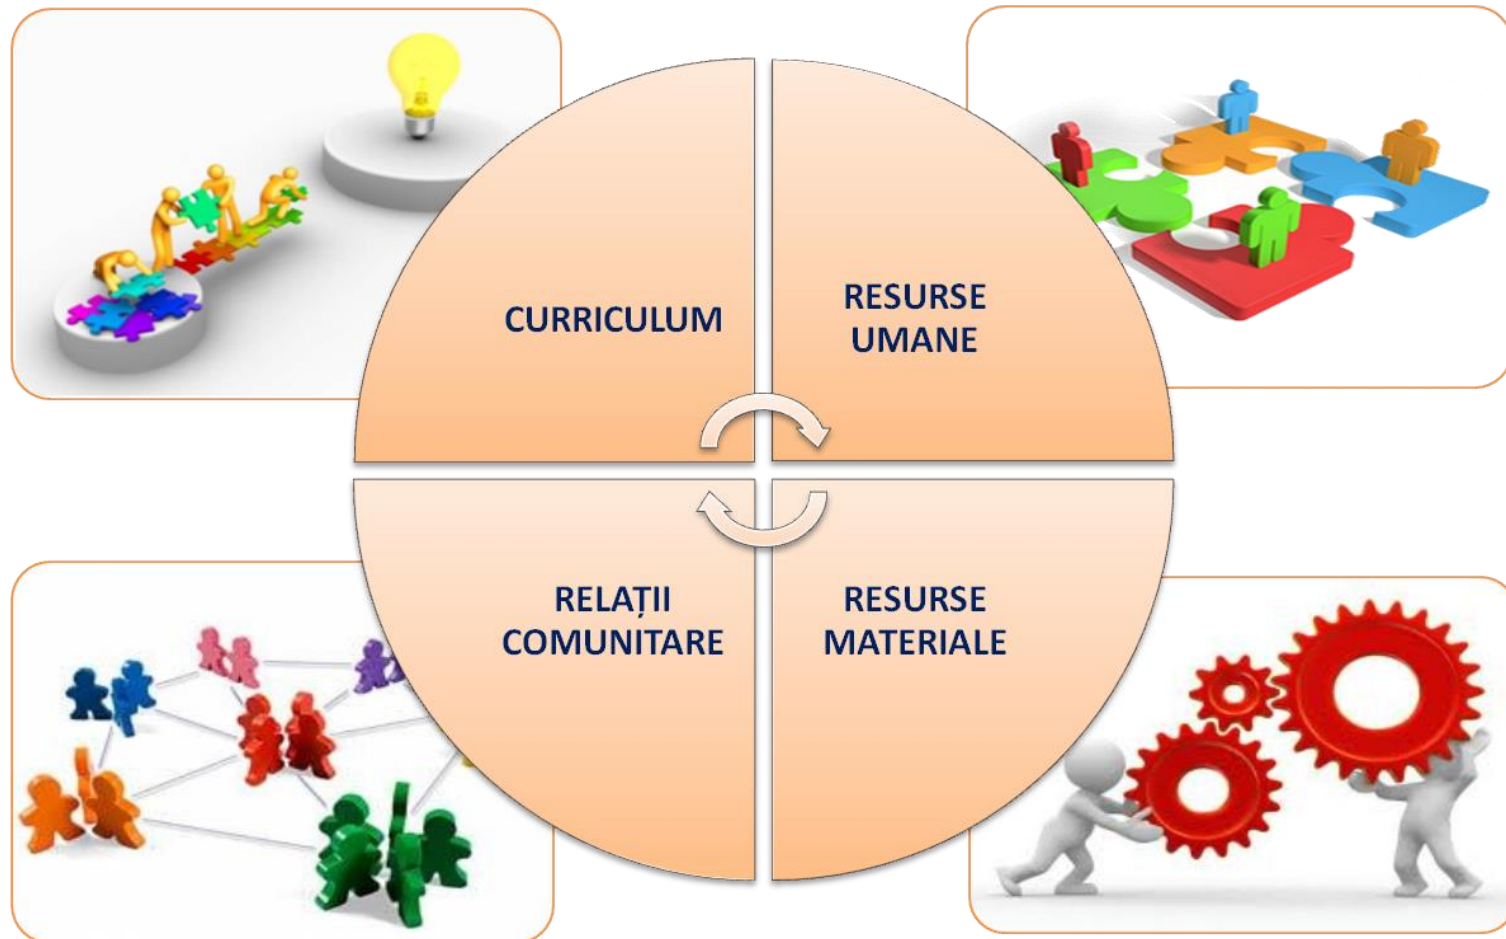 CURRICULUM
RESURSE
UMANE
RELAȚII
COMUNITARE
RESURSE
MATERIALE